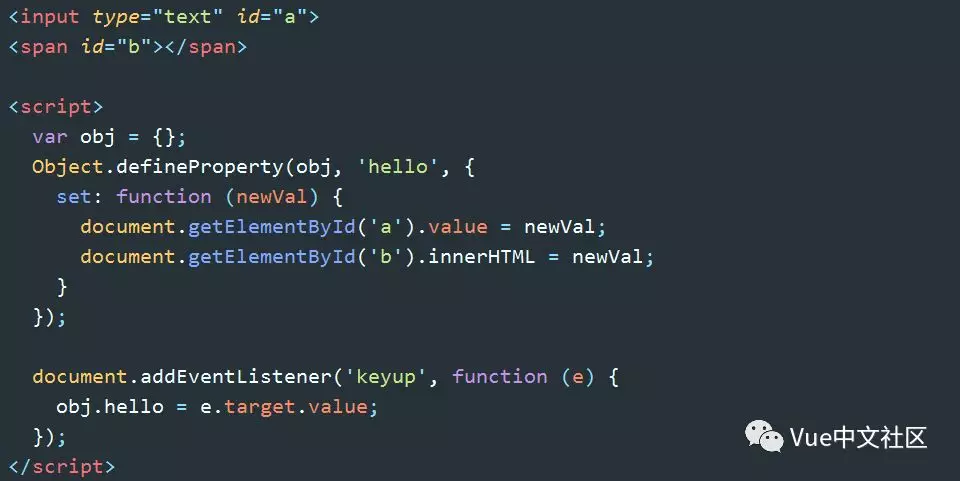 <input type="text" id="a">
<span id="b"></span>

<script>
  var obj = {};
  Object.defineProperty(obj, 'hello', {
    set: function (newVal) {
      document.getElementById('a').value = newVal;
      document.getElementById('b').innerHTML = newVal;
    }
  });

  document.addEventListener('keyup', function (e) {
    obj.hello = e.target.value;
  });
</script>
Vue中文社区